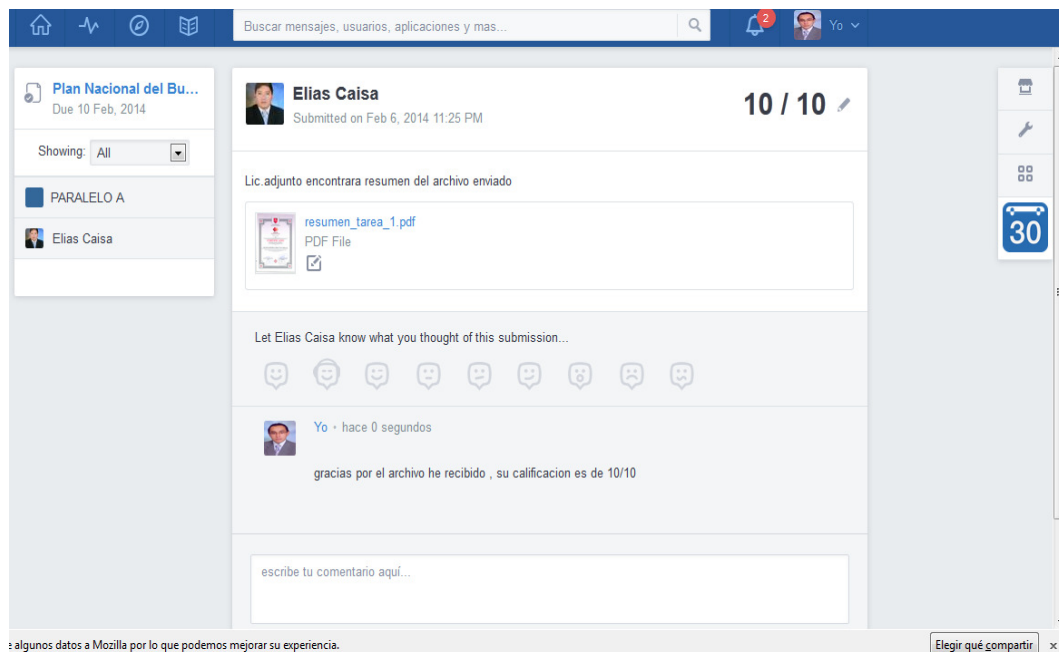 Buscar mensajes, usuarios, aplicaciones y mas...
2
Yo
Plan Nacional del Bu...
Due 10 Feb, 2014
Showing: All
PARALELO A
Elias Caisa
Elias Caisa
Submitted on Feb 6, 2014 11:25 PM
10 / 10
Lic.adjunto encontrara resumen del archivo enviado
resumen_tarea_1.pdf
PDF File
Let Elias Caisa know what you thought of this submission...
Yo • hace 0 segundos
gracias por el archivo he recibido , su calificacion es de 10/10
escribe tu comentario aquí...
30
algunos datos a Mozilla por lo que podemos mejorar su experiencia.
Elegir qué compartir x